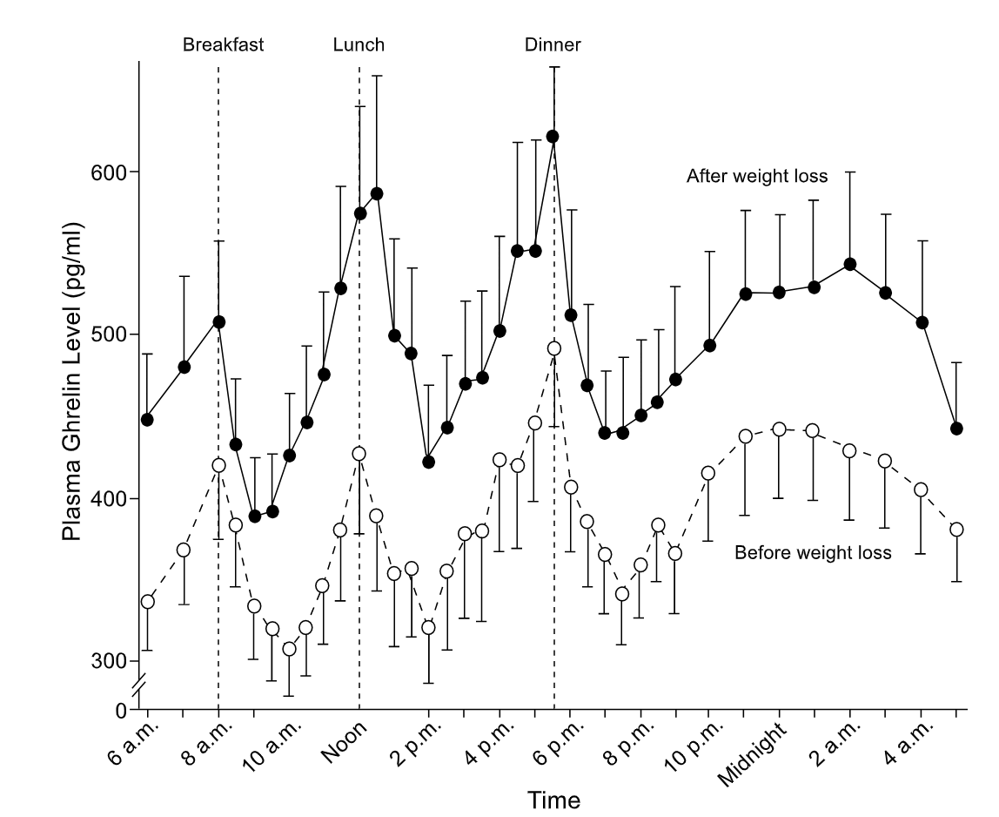 Breakfast Lunch Dinner
600
After weight loss
500
400
Before weight loss
300
0
Plasma Ghrelin Level (pg/ml)
6 a.m. 8 a.m. 10 a.m. Noon 2 p.m. 4 p.m. 6 p.m. 8 p.m. 10 p.m. Midnight 2 a.m. 4 a.m.
Time